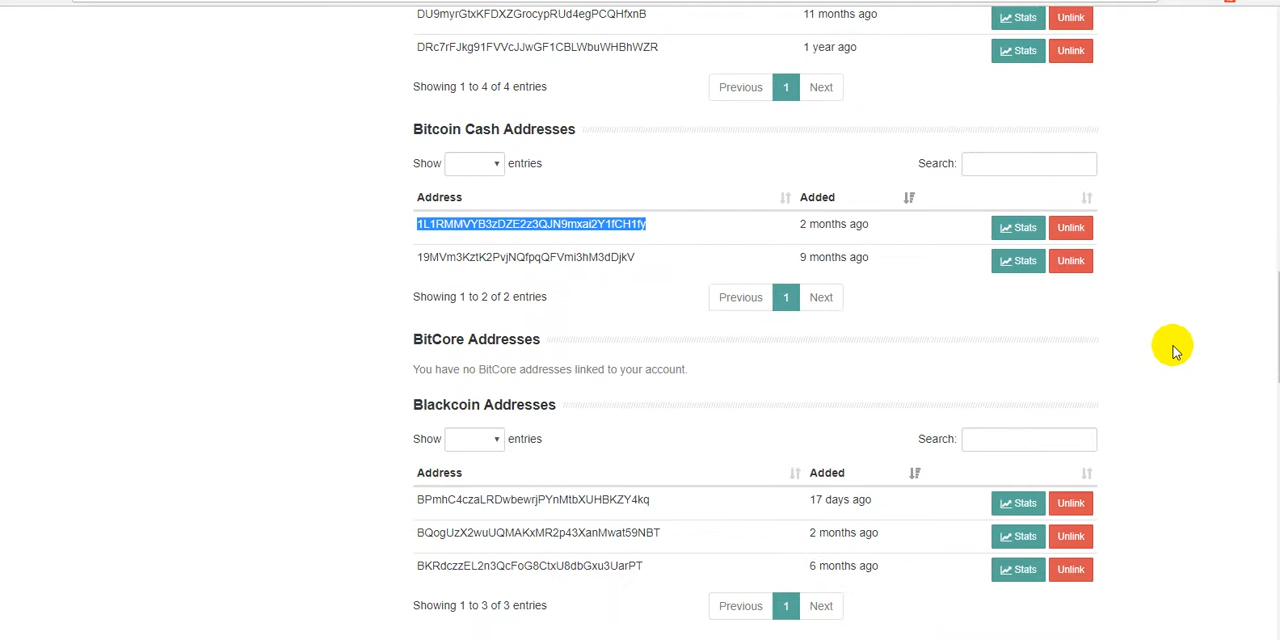 DU9myrGtxKFDXZGrocypRUd4egPCQHfxnB 11 months ago Stats Unlink
DRc7rFJkg91FVVcJJwGF1CBLWbuWHBhWZR 1 year ago Stats Unlink
Showing 1 to 4 of 4 entries Previous 1 Next
Bitcoin Cash Addresses
Show entries Search:
Address Added
1L1RMMVYB3zDZE2z3QJN9mxai2Y1fCH1fy 2 months ago Stats Unlink
19MVm3KztK2PvjNQfpqQFVmi3hM3dDjkV 9 months ago Stats Unlink
Showing 1 to 2 of 2 entries Previous 1 Next
BitCore Addresses
You have no BitCore addresses linked to your account.
Blackcoin Addresses
Show entries Search:
Address Added
BPmhC4czaLRDwbewrjPYnMtbXUHBKZY4kq 17 days ago Stats Unlink
BQogUzX2wuUQMAKxMR2p43XanMwat59NBT 2 months ago Stats Unlink
BKRdczzEL2n3QcFoG8CtxU8dbGxu3UarPT 6 months ago Stats Unlink
Showing 1 to 3 of 3 entries Previous 1 Next